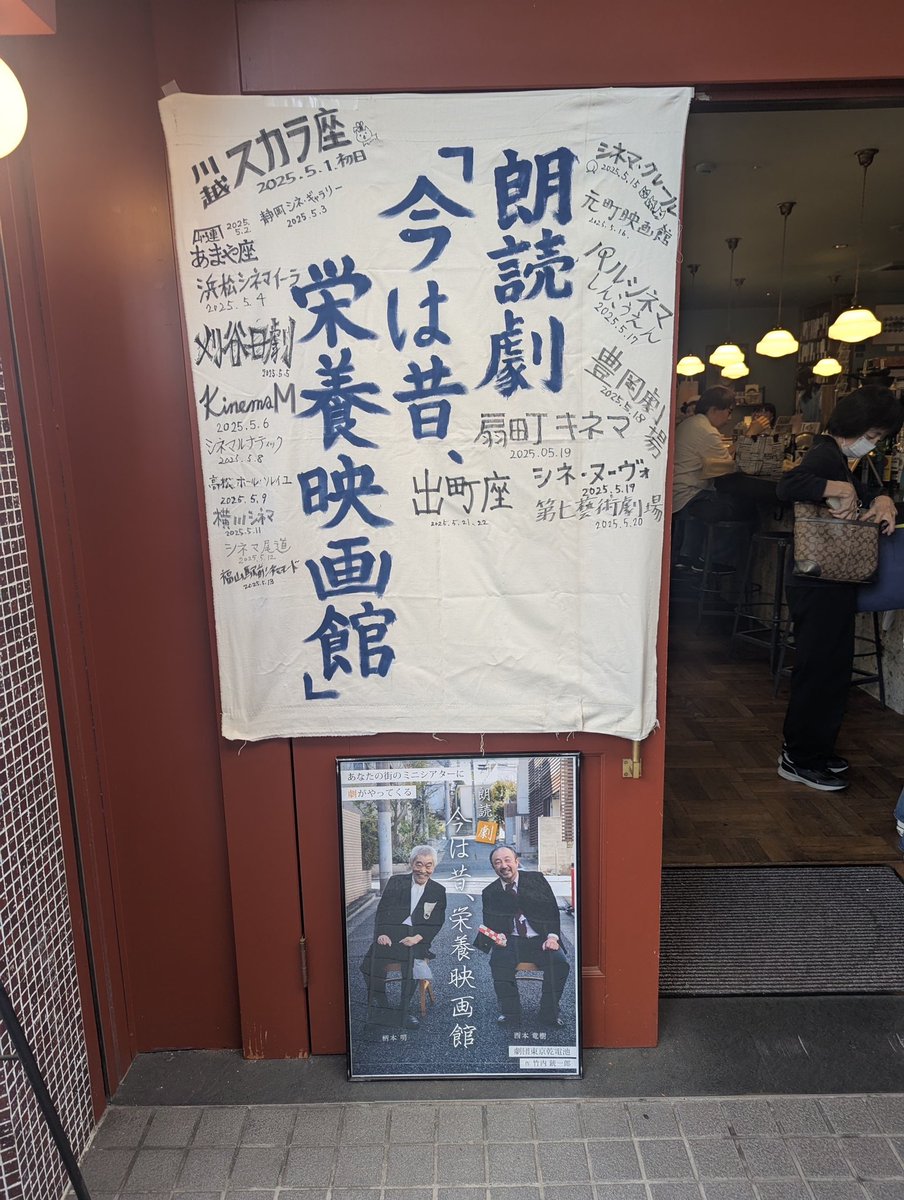 朗読劇
「今は昔、
栄養映画館」
川越スカラ座
2025.5.1.初日
2025.5.2.
あまや座
静岡シネ・ギャラリー
2025.5.3
浜松シネマイーラ
2025.5.4
刈谷日劇
2025.5.5
KinemaM
2025.5.6
シネマルナティック
2025.5.8
高松ホール・ソレイユ
2025.5.9
横川シネマ
2025.5.11
シネマ尾道
2025.5.12
福山駅前シネマモード
2025.5.13
シネマ・クレール
2025.5.15
元町映画館
2025.5.16
パルシネマ
しんこうえん
2025.5.17
豊岡劇場
2025.5.18
扇町キネマ
2025.05.19
シネ・ヌーヴォ
2025.5.19
第七藝術劇場
2025.5.20
出町座
2025.5.21.22
あなたの街のミニシアターに
劇がやってくる
朗読劇
今は昔、栄養映画館
柄本 明
西本 竜樹
劇団東京乾電池
作 竹内 銃一郎